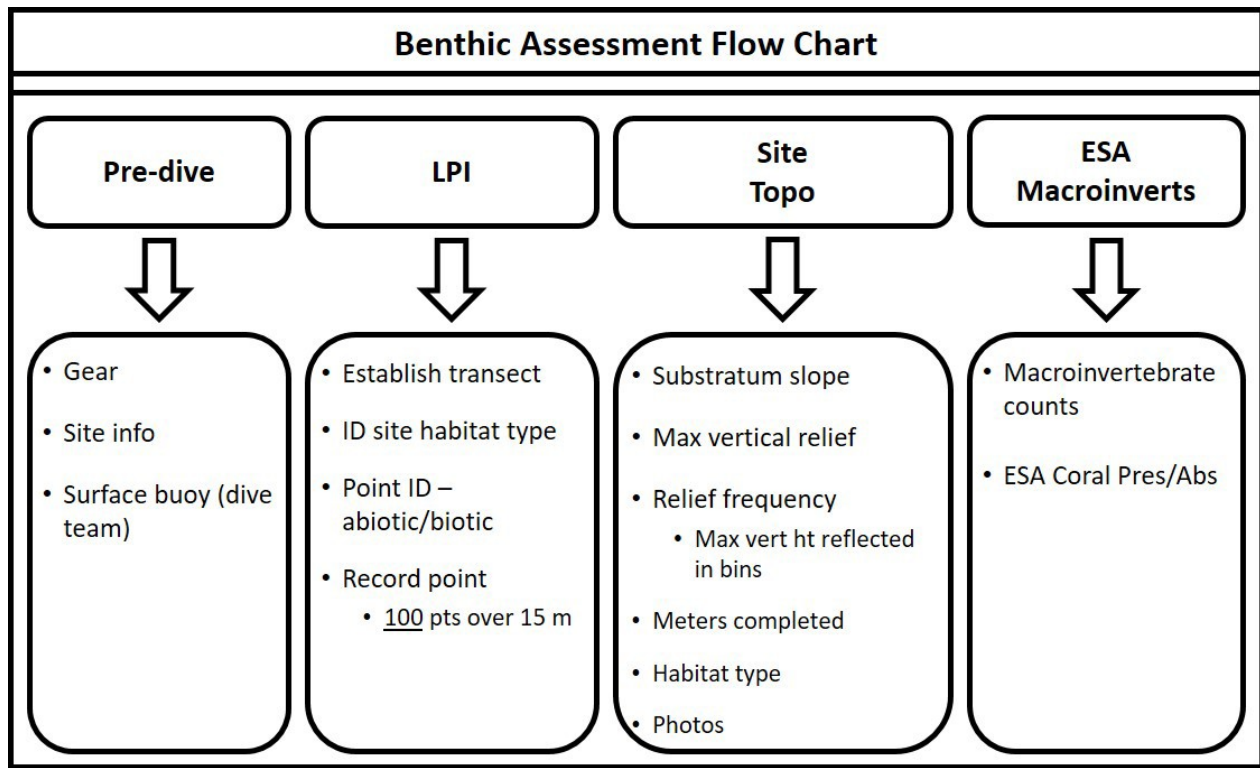 Benthic Assessment Flow Chart
Pre-dive
• Gear
• Site info
• Surface buoy (dive
team)
LPI
• Establish transect
• ID site habitat type
• Point ID –
abiotic/biotic
• Record point
• 100 pts over 15 m
Site
Topo
• Substratum slope
• Max vertical relief
• Relief frequency
• Max vert ht reflected
in bins
• Meters completed
• Habitat type
• Photos
ESA
Macroinverts
• Macroinvertebrate
counts
• ESA Coral Pres/Abs